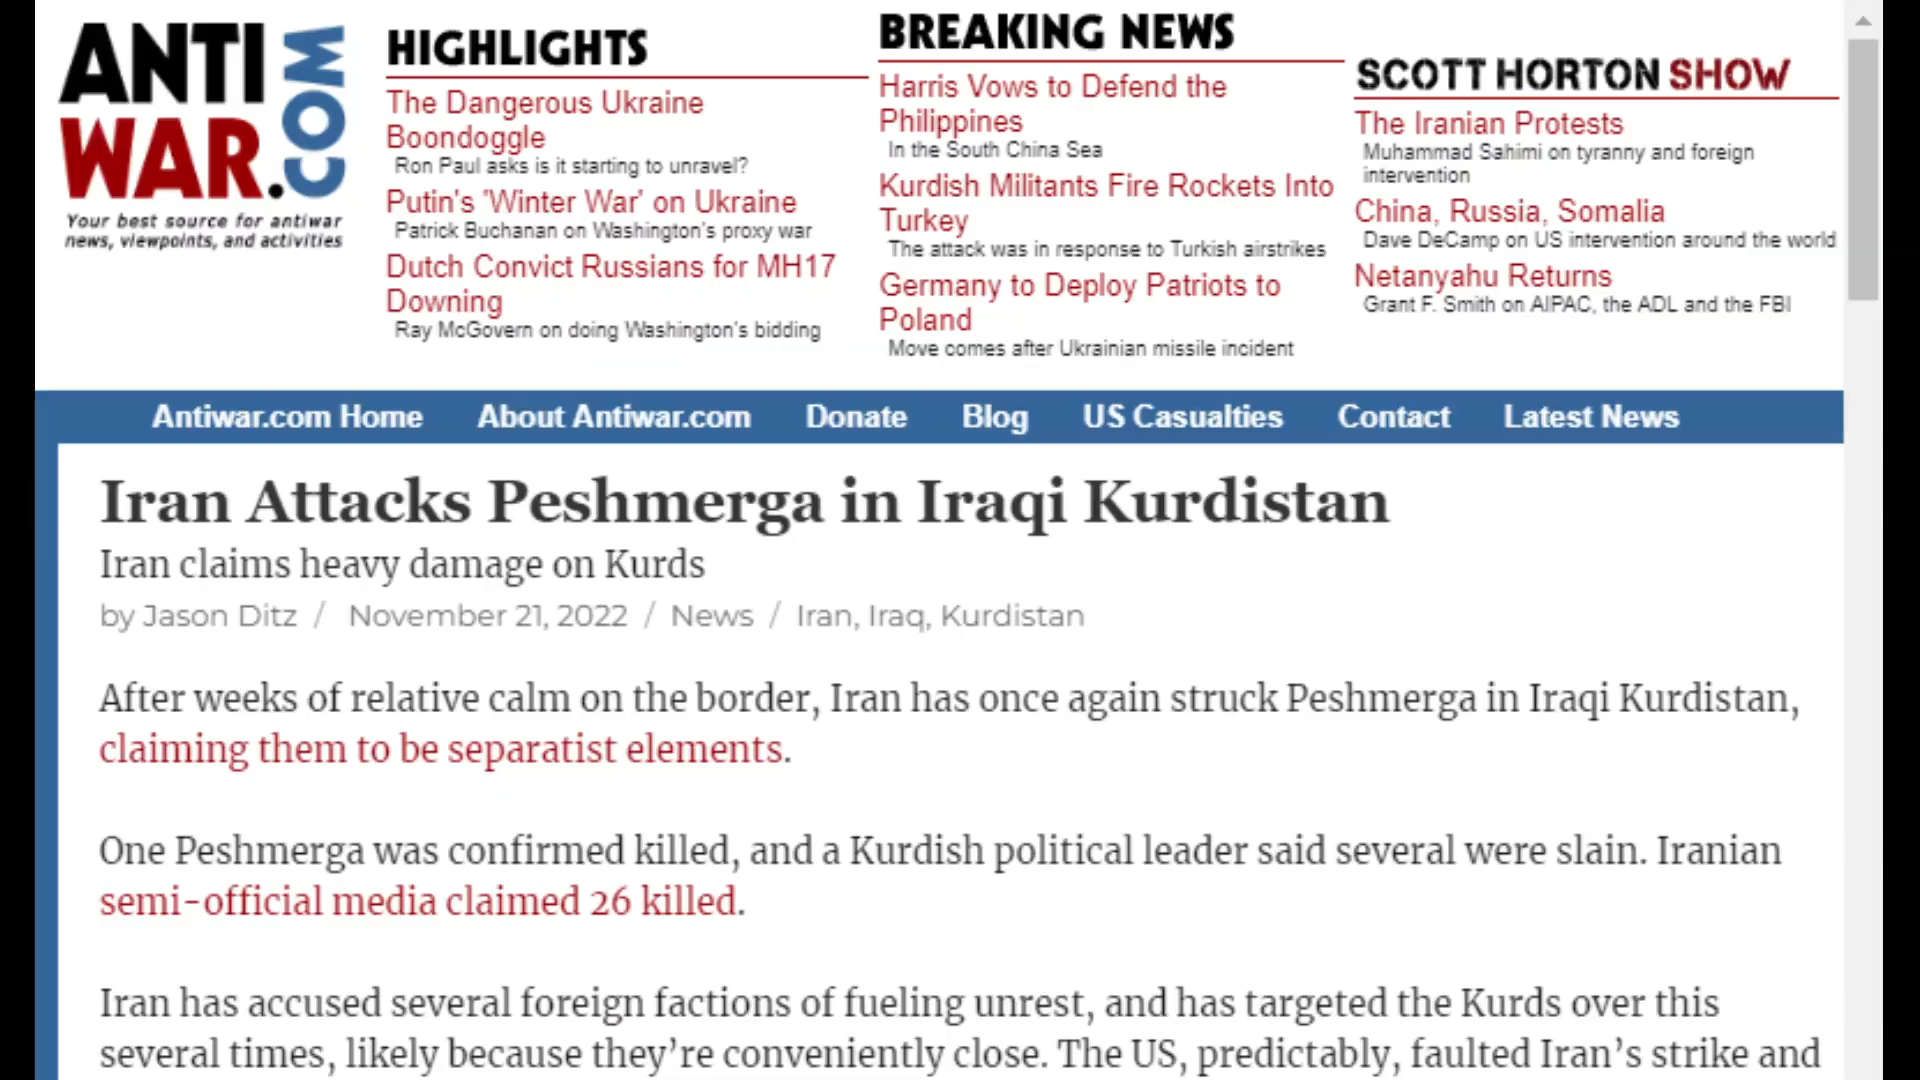 ANTI
WAR.COM
Your best source for antiwar
news, viewpoints, and activities
HIGHLIGHTS
The Dangerous Ukraine
Boondoggle
Ron Paul asks is it starting to unravel?
Putin's 'Winter War' on Ukraine
Patrick Buchanan on Washington's proxy war
Dutch Convict Russians for MH17
Downing
Ray McGovern on doing Washington's bidding
BREAKING NEWS
Harris Vows to Defend the
Philippines
In the South China Sea
Kurdish Militants Fire Rockets Into
Turkey
The attack was in response to Turkish airstrikes
Germany to Deploy Patriots to
Poland
Move comes after Ukrainian missile incident
SCOTT HORTON SHOW
The Iranian Protests
Muhammad Sahimi on tyranny and foreign
intervention
China, Russia, Somalia
Dave DeCamp on US intervention around the world
Netanyahu Returns
Grant F. Smith on AIPAC, the ADL and the FBI
Antiwar.com Home About Antiwar.com Donate Blog US Casualties Contact Latest News
Iran Attacks Peshmerga in Iraqi Kurdistan
Iran claims heavy damage on Kurds
by Jason Ditz / November 21, 2022 / News / Iran, Iraq, Kurdistan
After weeks of relative calm on the border, Iran has once again struck Peshmerga in Iraqi Kurdistan,
claiming them to be separatist elements.
One Peshmerga was confirmed killed, and a Kurdish political leader said several were slain. Iranian
semi-official media claimed 26 killed.
Iran has accused several foreign factions of fueling unrest, and has targeted the Kurds over this
several times, likely because they're conveniently close. The US, predictably, faulted Iran's strike and